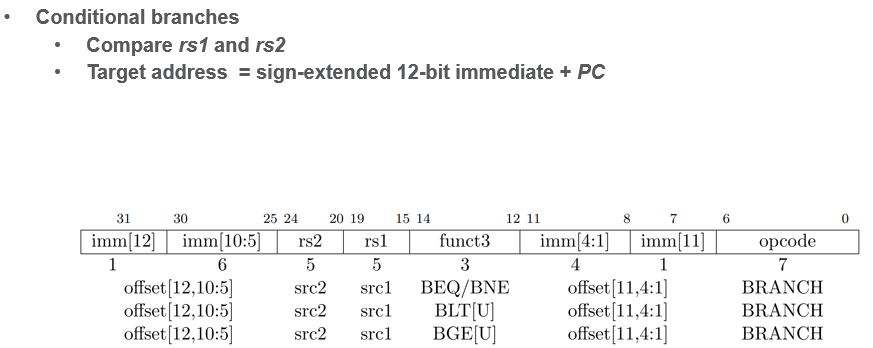 • Conditional branches
• Compare rs1 and rs2
• Target address = sign-extended 12-bit immediate + PC
31 30 25 24 20 19 15 14 12 11 8 7 6 0
imm[12] imm[10:5] rs2 rs1 funct3 imm[4:1] imm[11] opcode
1 6 5 5 3 4 1 7
offset[12,10:5] src2 src1 BEQ/BNE offset[11,4:1] BRANCH
offset[12,10:5] src2 src1 BLT[U] offset[11,4:1] BRANCH
offset[12,10:5] src2 src1 BGE[U] offset[11,4:1] BRANCH